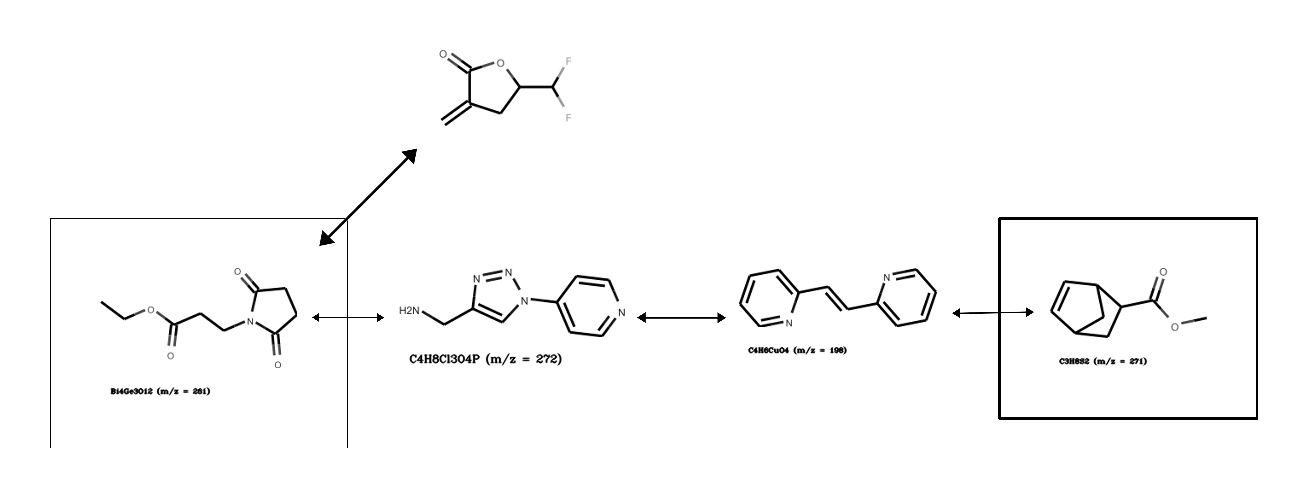 O
O
F
F
O
O
O
N
O
O
N
N
N
N
H2N
C4H8Cl3O4P (m/z = 272)
N
N
C4H6CuO4 (m/z = 198)
O
O
C3H8S2 (m/z = 271)
Bi4Ge3O12 (m/z = 261)